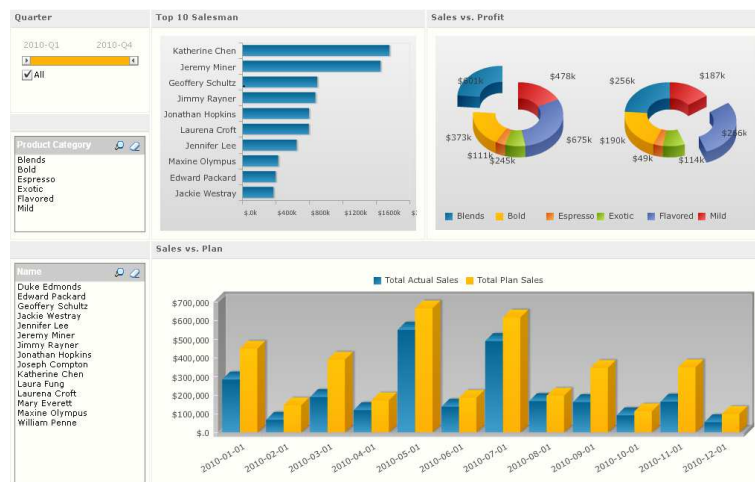 Quarter
2010-Q1 2010-Q4
All
Product Category
Blends
Bold
Espresso
Exotic
Flavored
Mild
Name
Duke Edmonds
Edward Packard
Geoffery Schultz
Jackie Westray
Jennifer Lee
Jeremy Miner
Jimmy Rayner
Jonathan Hopkins
Joseph Compton
Katherine Chen
Laura Fung
Laurena Croft
Mary Everett
Maxine Olympus
William Penne
Top 10 Salesman
Katherine Chen
Jeremy Miner
Geoffery Schultz
Jimmy Rayner
Jonathan Hopkins
Laurena Croft
Jennifer Lee
Maxine Olympus
Edward Packard
Jackie Westray
$.0k $400k $800k $1200k $1600k
Sales vs. Profit
$801k $478k $256k $187k
$373k $111k $245k $675k $190k $49k $114k $266k
Blends Bold Espresso Exotic Flavored Mild
Sales vs. Plan
Total Actual Sales Total Plan Sales
$700,000
$600,000
$500,000
$400,000
$300,000
$200,000
$100,000
$.0
2010-01-01 2010-02-01 2010-03-01 2010-04-01 2010-05-01 2010-06-01 2010-07-01 2010-08-01 2010-09-01 2010-10-01 2010-11-01 2010-12-01